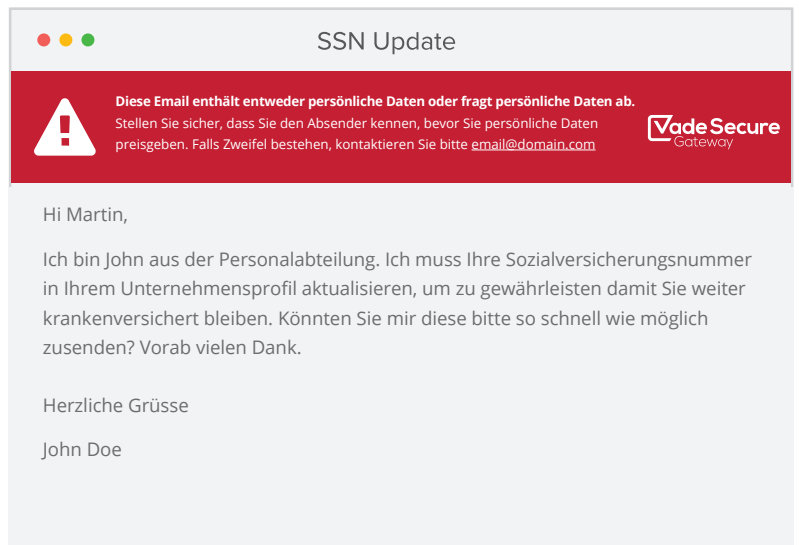 SSN Update
Diese Email enthält entweder persönliche Daten oder fragt persönliche Daten ab.
Stellen Sie sicher, dass Sie den Absender kennen, bevor Sie persönliche Daten
preisgeben. Falls Zweifel bestehen, kontaktieren Sie bitte email@domain.com
Vade Secure
Gateway
Hi Martin,
Ich bin John aus der Personalabteilung. Ich muss Ihre Sozialversicherungsnummer
in Ihrem Unternehmensprofil aktualisieren, um zu gewährleisten damit Sie weiter
krankenversichert bleiben. Könnten Sie mir diese bitte so schnell wie möglich
zusenden? Vorab vielen Dank.
Herzliche Grüsse
John Doe